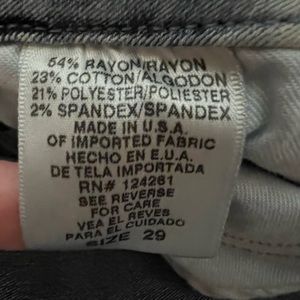 54% RAYON/RAYON
23% COTTON/ALGODON
21% POLYESTER/POLIESTER
2% SPANDEX/SPANDEX
MADE IN U.S.A.
OF IMPORTED FABRIC
HECHO EN E.U.A.
DE TELA IMPORTADA
RN# 124261
SEE REVERSE
FOR CARE
VEA EL REVES
PARA EL CUIDADO
SIZE 29